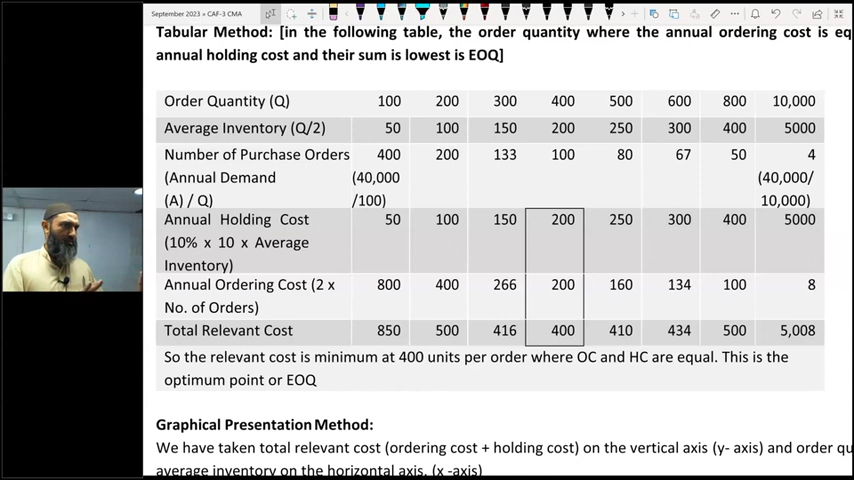 September 2023 » CAF-3 CMA
Tabular Method: [in the following table, the order quantity where the annual ordering cost is eq
annual holding cost and their sum is lowest is EOQ]
Order Quantity (Q) 100 200 300 400 500 600 800 10,000
Average Inventory (Q/2) 50 100 150 200 250 300 400 5000
Number of Purchase Orders 400 200 133 100 80 67 50 4
(Annual Demand (40,000 (40,000/
(A) / Q) /100) 10,000)
Annual Holding Cost 50 100 150 200 250 300 400 5000
(10% x 10 x Average
Inventory)
Annual Ordering Cost (2 x 800 400 266 200 160 134 100 8
No. of Orders)
Total Relevant Cost 850 500 416 400 410 434 500 5,008
So the relevant cost is minimum at 400 units per order where OC and HC are equal. This is the
optimum point or EOQ
Graphical Presentation Method:
We have taken total relevant cost (ordering cost + holding cost) on the vertical axis (y- axis) and order qu
average inventory on the horizontal axis. (x -axis)